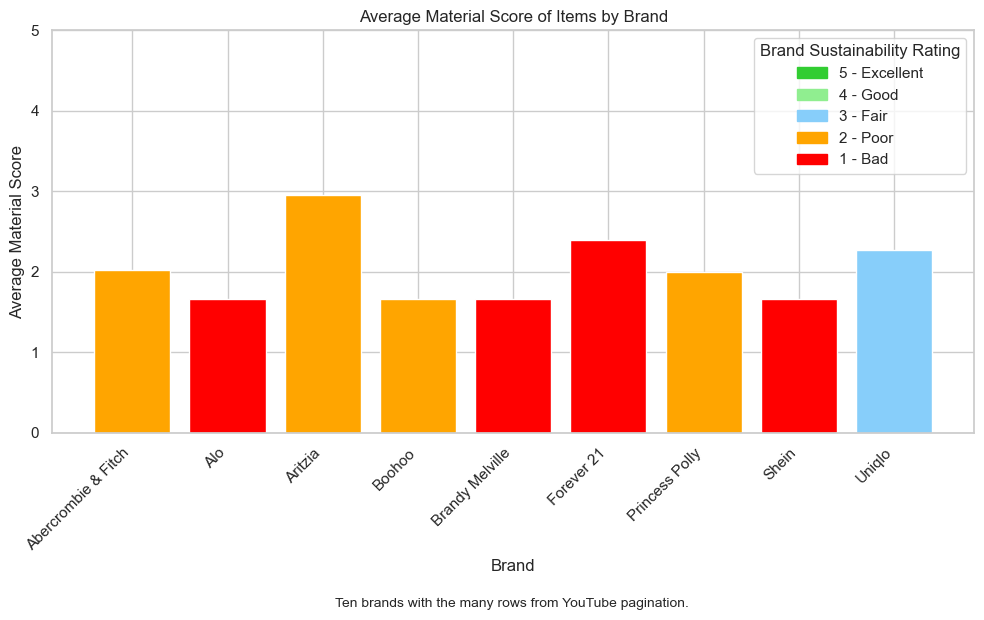 Average Material Score of Items by Brand
Average Material Score
5
4
3
2
1
0
Brand Sustainability Rating
5 - Excellent
4 - Good
3 - Fair
2 - Poor
1 - Bad
Abercrombie & Fitch
Alo
Aritzia
Boohoo
Brandy Melville
Forever 21
Princess Polly
Shein
Uniqlo
Brand
Ten brands with the many rows from YouTube pagination.